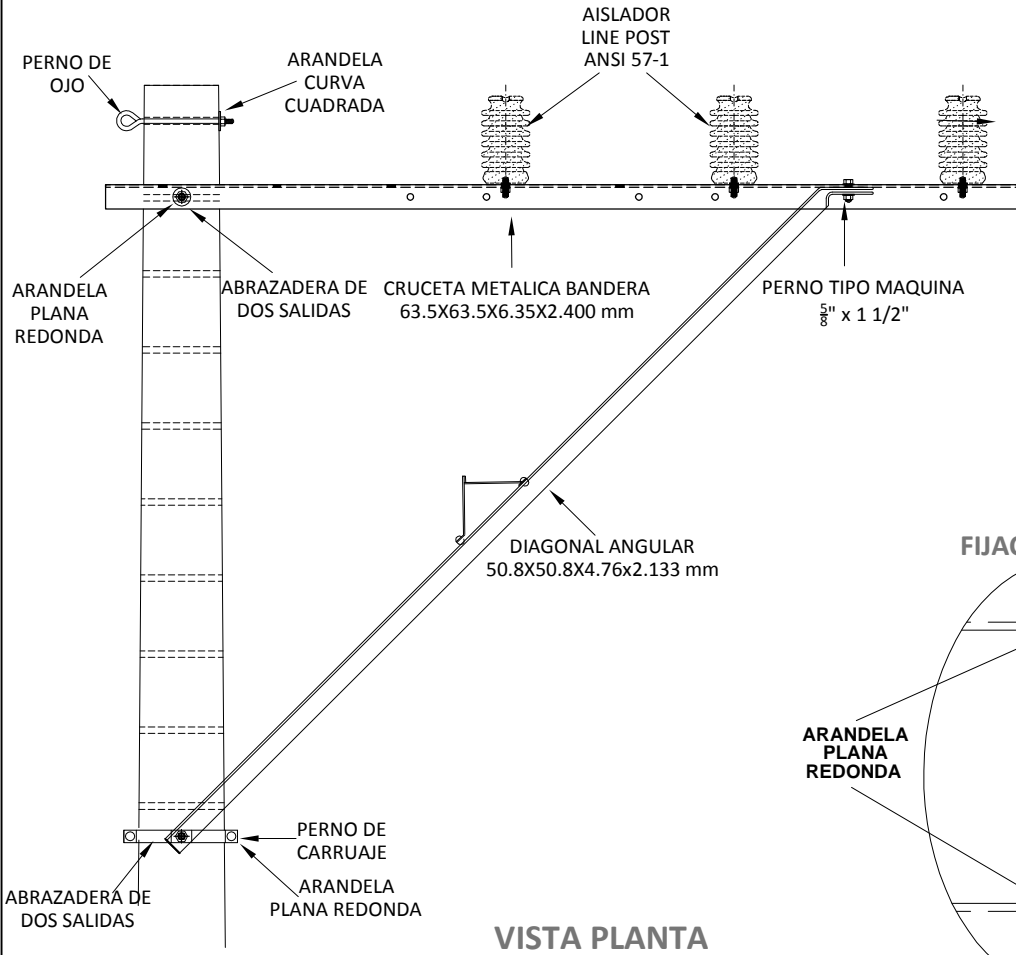 AISLADOR
LINE POST
ANSI 57-1
PERNO DE
OJO
ARANDELA
CURVA
CUADRADA
ARANDELA
PLANA
REDONDA
ABRAZADERA DE
DOS SALIDAS
CRUCETA METALICA BANDERA
63.5X63.5X6.35X2.400 mm
PERNO TIPO MAQUINA
5/8" x 1 1/2"
DIAGONAL ANGULAR
50.8X50.8X4.76x2.133 mm
FIJAC
ARANDELA
PLANA
REDONDA
PERNO DE
CARRUAJE
ABRAZADERA DE
DOS SALIDAS
ARANDELA
PLANA REDONDA
VISTA PLANTA